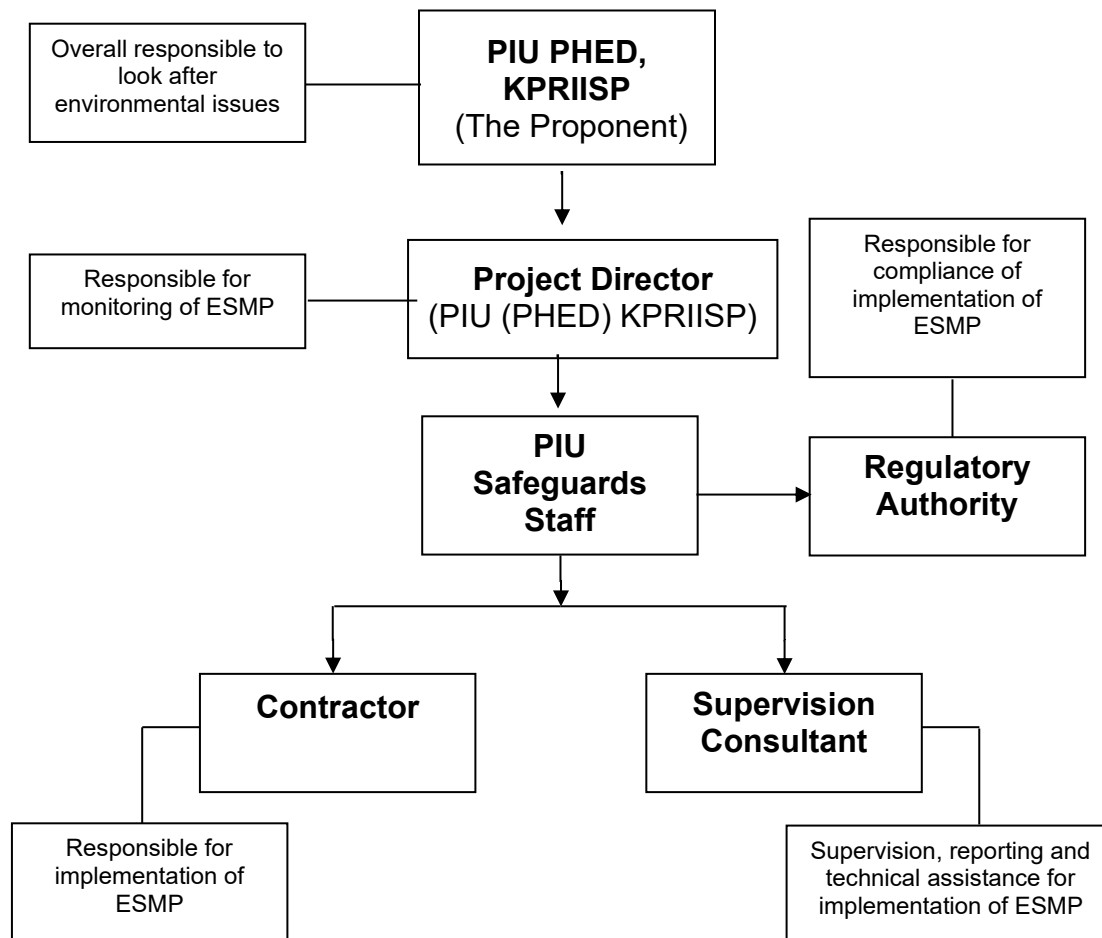 Overall responsible to
look after
environmental issues
PIU PHED,
KPRIISP
(The Proponent)
Responsible for
monitoring of ESMP
Project Director
(PIU (PHED) KPRIISP)
Responsible for
compliance of
implementation of
ESMP
PIU
Safeguards
Staff
Regulatory
Authority
Contractor
Supervision
Consultant
Responsible for
implementation of
ESMP
Supervision, reporting and
technical assistance for
implementation of ESMP